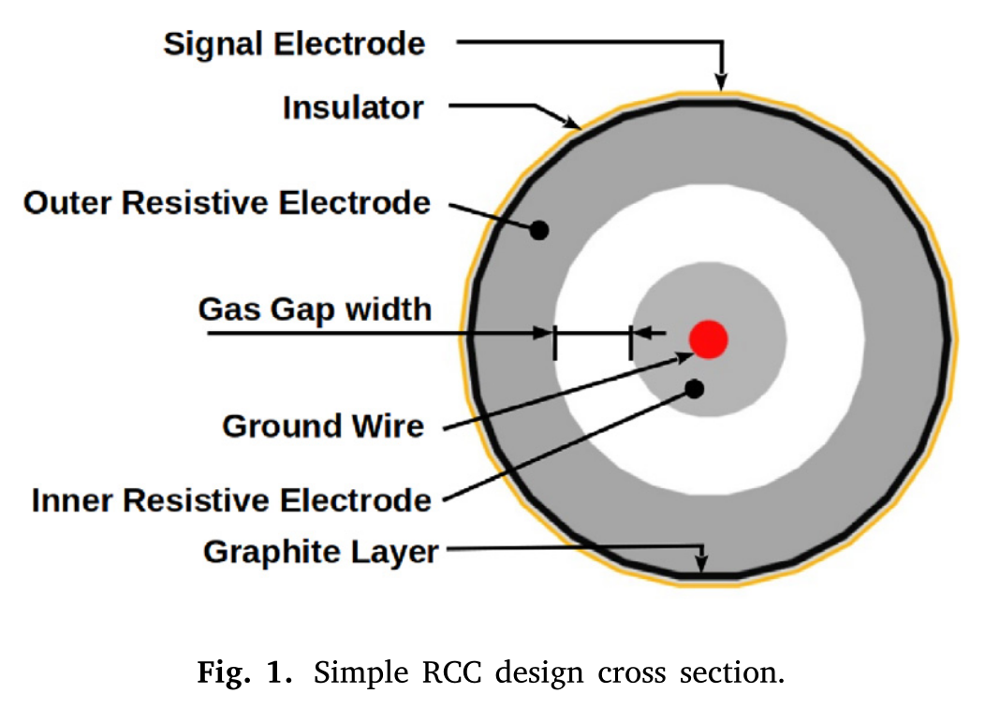 Signal Electrode
Insulator
Outer Resistive Electrode
Gas Gap width
Ground Wire
Inner Resistive Electrode
Graphite Layer
Fig. 1. Simple RCC design cross section.